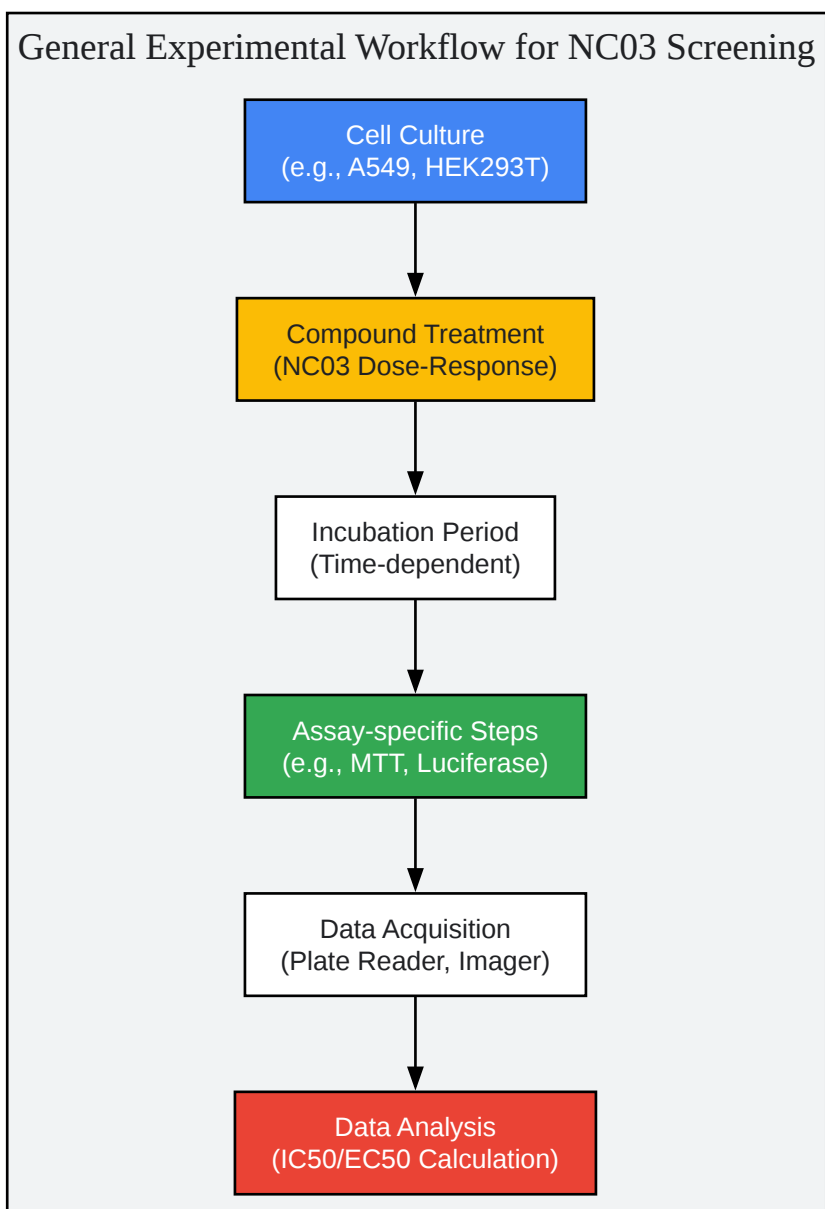 General Experimental Workflow for NC03 Screening
Cell Culture
(e.g., A549, HEK293T)
Compound Treatment
(NC03 Dose-Response)
Incubation Period
(Time-dependent)
Assay-specific Steps
(e.g., MTT, Luciferase)
Data Acquisition
(Plate Reader, Imager)
Data Analysis
(IC50/EC50 Calculation)